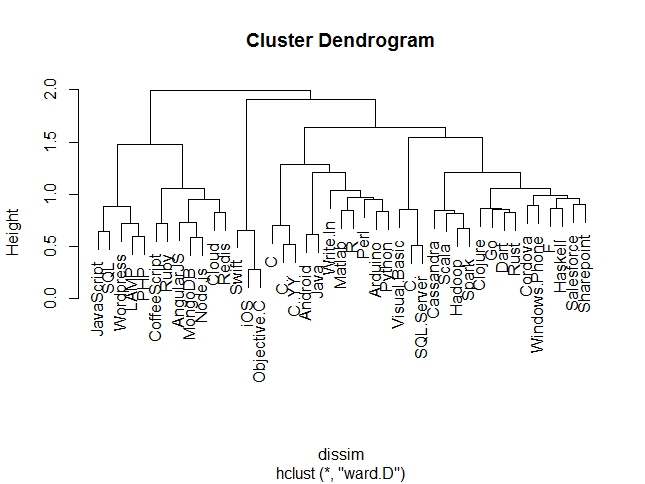 Cluster Dendrogram
Height
2.0
1.5
1.0
0.5
0.0
JavaScript
SQL
Wordpress
LAMP
PHP
CoffeeScript
Ruby
AngularJS
MongoDB
Node.js
Cloud
Redis
Swift
iOS
Objective.C
C
C.
C...YY
Android
Java
Write.In
Matlab
R
Perl
Arduino
Python
Visual.Basic
C.
SQL.Server
Cassandra
Scala
Hadoop
Spark
Clojure
Go
Dart
Rust
Cordova
Windows.Phone
F.
Haskell
Salesforce
Sharepoint
dissim
hclust (*, "ward.D")